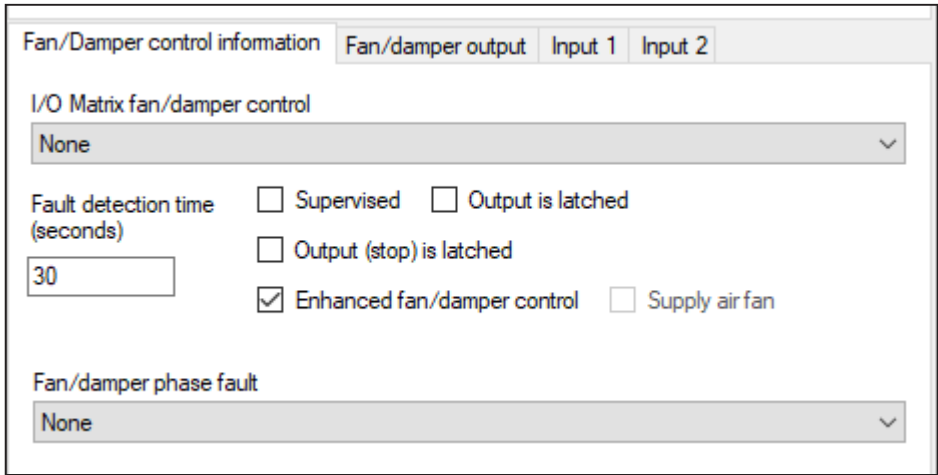 Fan/Damper control information Fan/damper output Input 1 Input 2
I/O Matrix fan/damper control
None
Fault detection time
(seconds)
30
Supervised Output is latched
Output (stop) is latched
Enhanced fan/damper control Supply air fan
Fan/damper phase fault
None